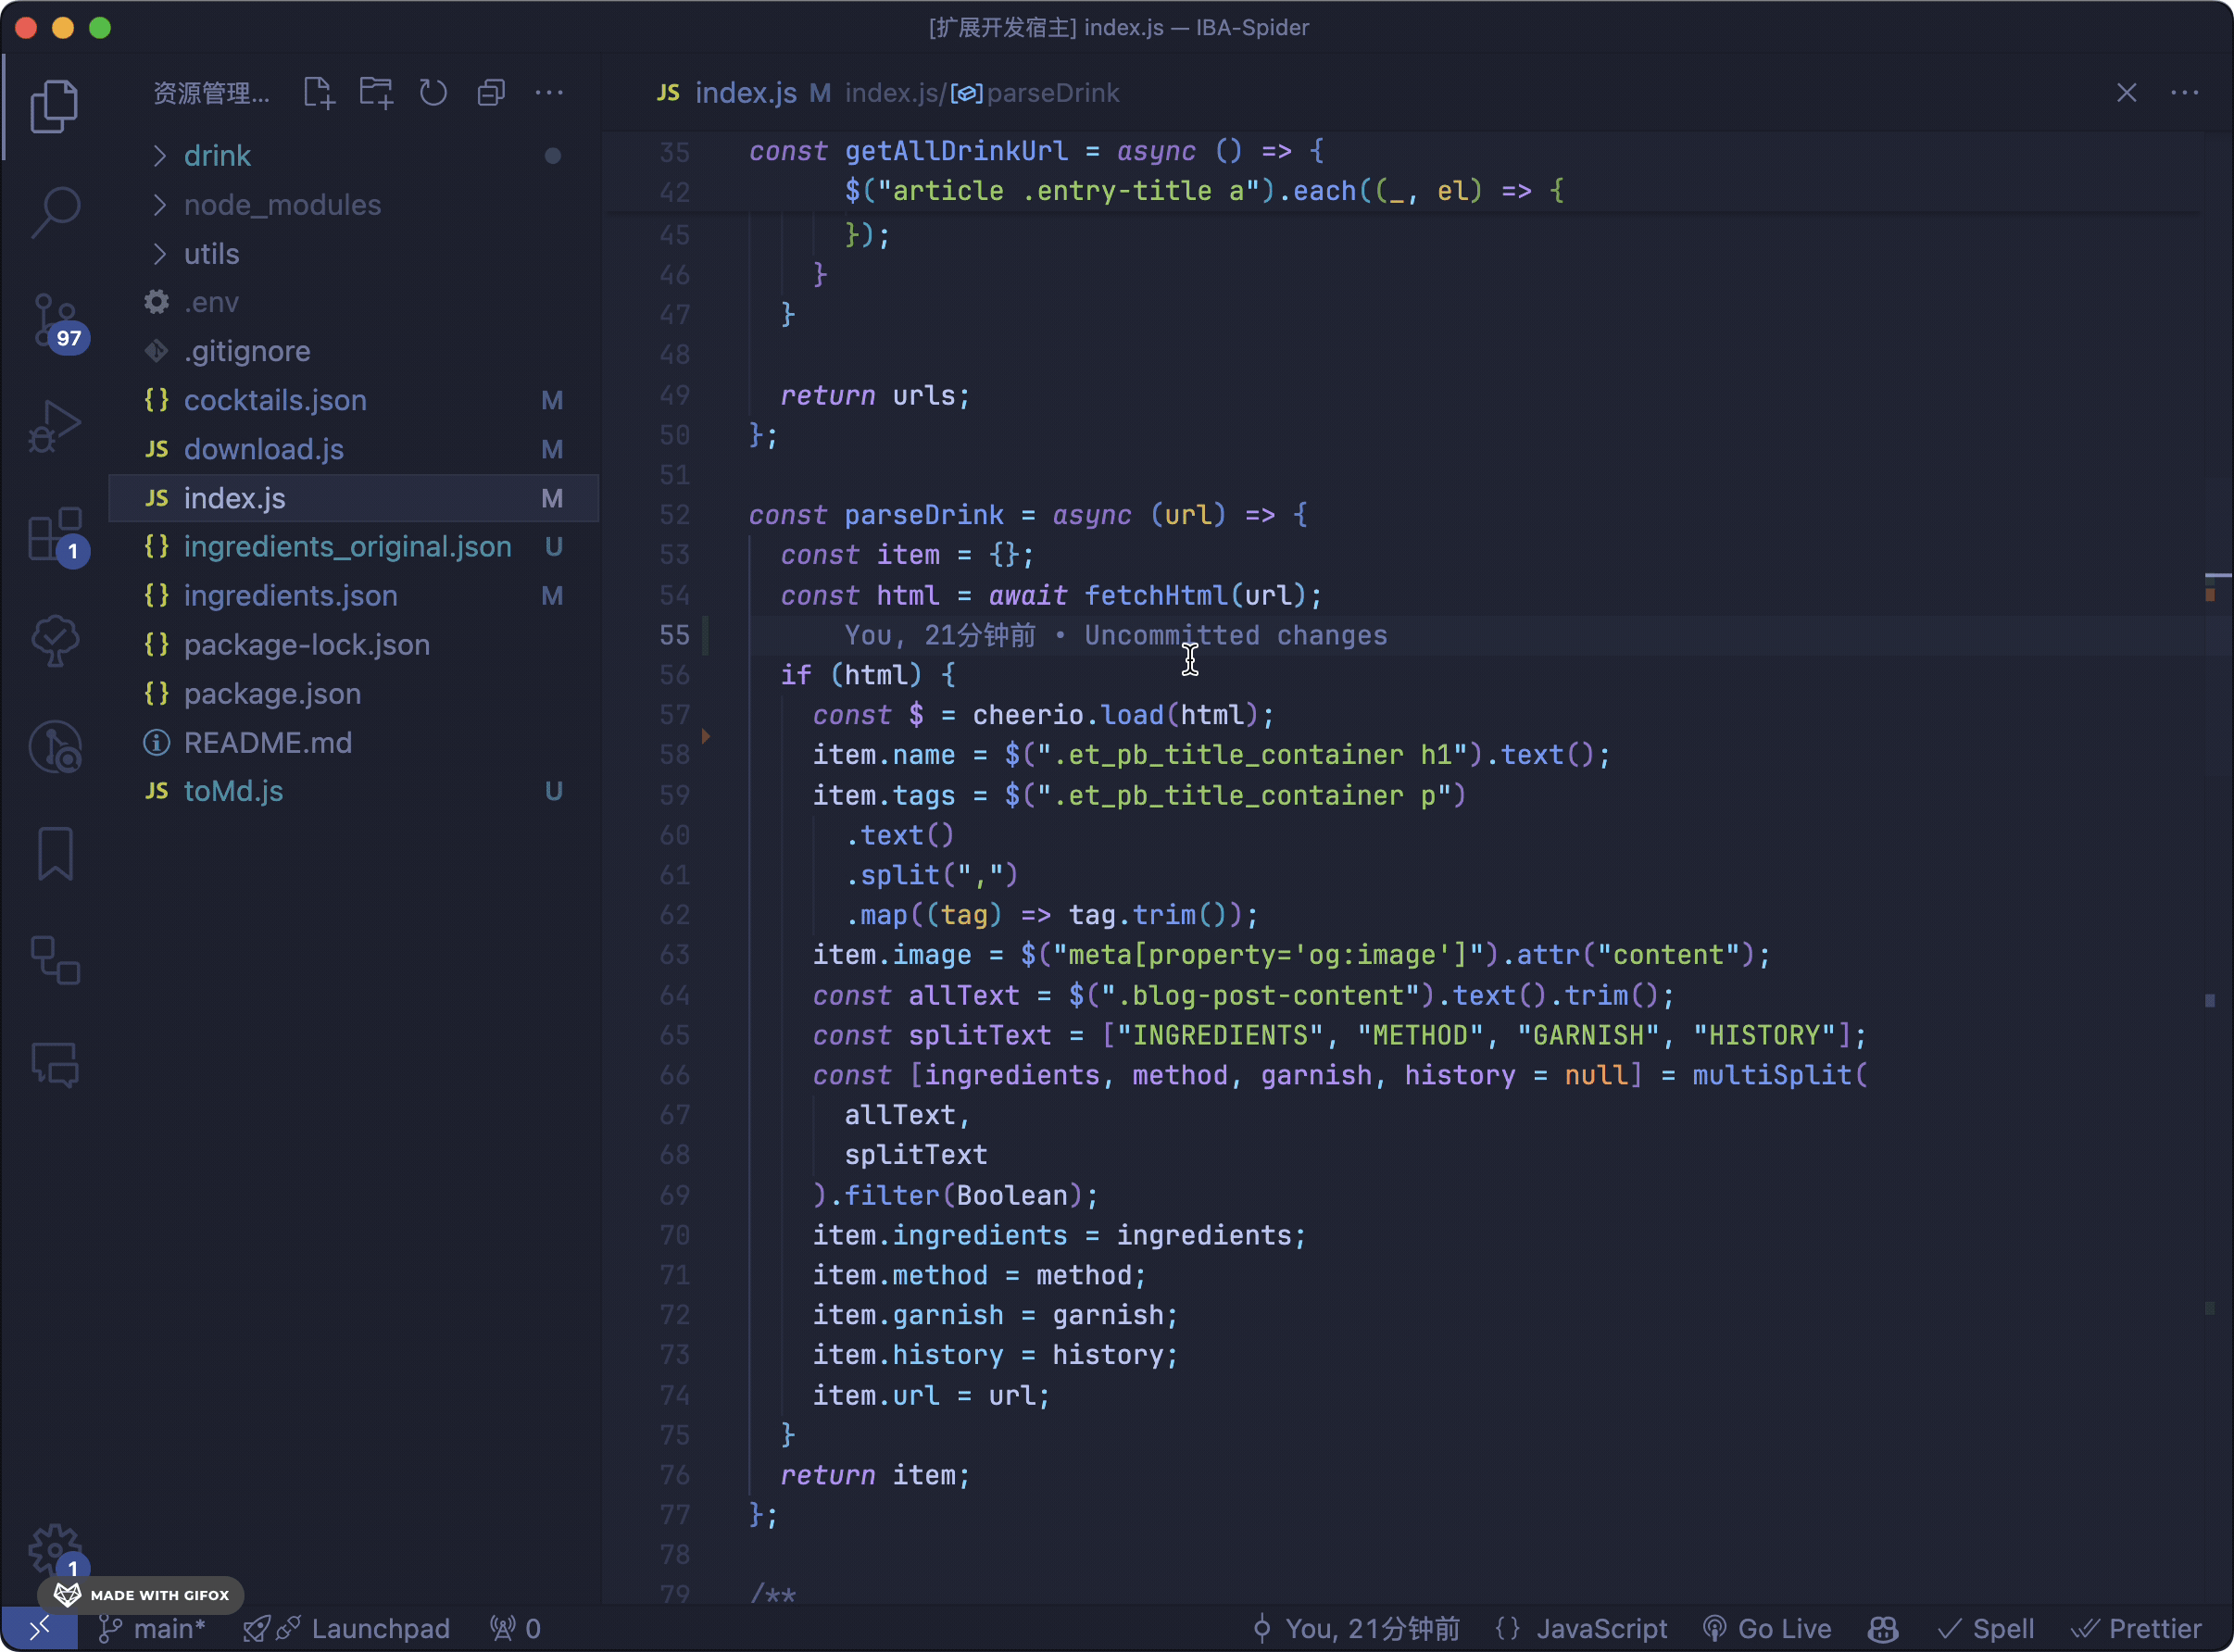 [扩展开发宿主] index.js — IBA-Spider
资源管理...
drink
node_modules
utils
.env
.gitignore
97
cocktails.json M
download.js M
index.js M
ingredients_original.json U
1
ingredients.json M
package-lock.json
package.json
README.md
toMd.js U
1
JS index.js M index.js/parseDrink
35 const getAllDrinkUrl = async () => {
42 $("article .entry-title a").each((_, el) => {
45 });
46 }
47 }
48
49 return urls;
50 };
51
52 const parseDrink = async (url) => {
53 const item = {};
54 const html = await fetchHtml(url);
55 You, 21分钟前 • Uncommitted changes
56 if (html) {
57 const $ = cheerio.load(html);
58 item.name = $(".et_pb_title_container h1").text();
59 item.tags = $(".et_pb_title_container p")
60 .text()
61 .split(",")
62 .map((tag) => tag.trim());
63 item.image = $("meta[property='og:image']").attr("content");
64 const allText = $(".blog-post-content").text().trim();
65 const splitText = ["INGREDIENTS", "METHOD", "GARNISH", "HISTORY"];
66 const [ingredients, method, garnish, history = null] = multiSplit(
67 allText,
68 splitText
69 ).filter(Boolean);
70 item.ingredients = ingredients;
71 item.method = method;
72 item.garnish = garnish;
73 item.history = history;
74 item.url = url;
75 }
76 return item;
77 };
78
79 /**
MADE WITH GIFOX
main* Launchpad 0 You, 21分钟前 {} JavaScript Go Live Spell Prettier